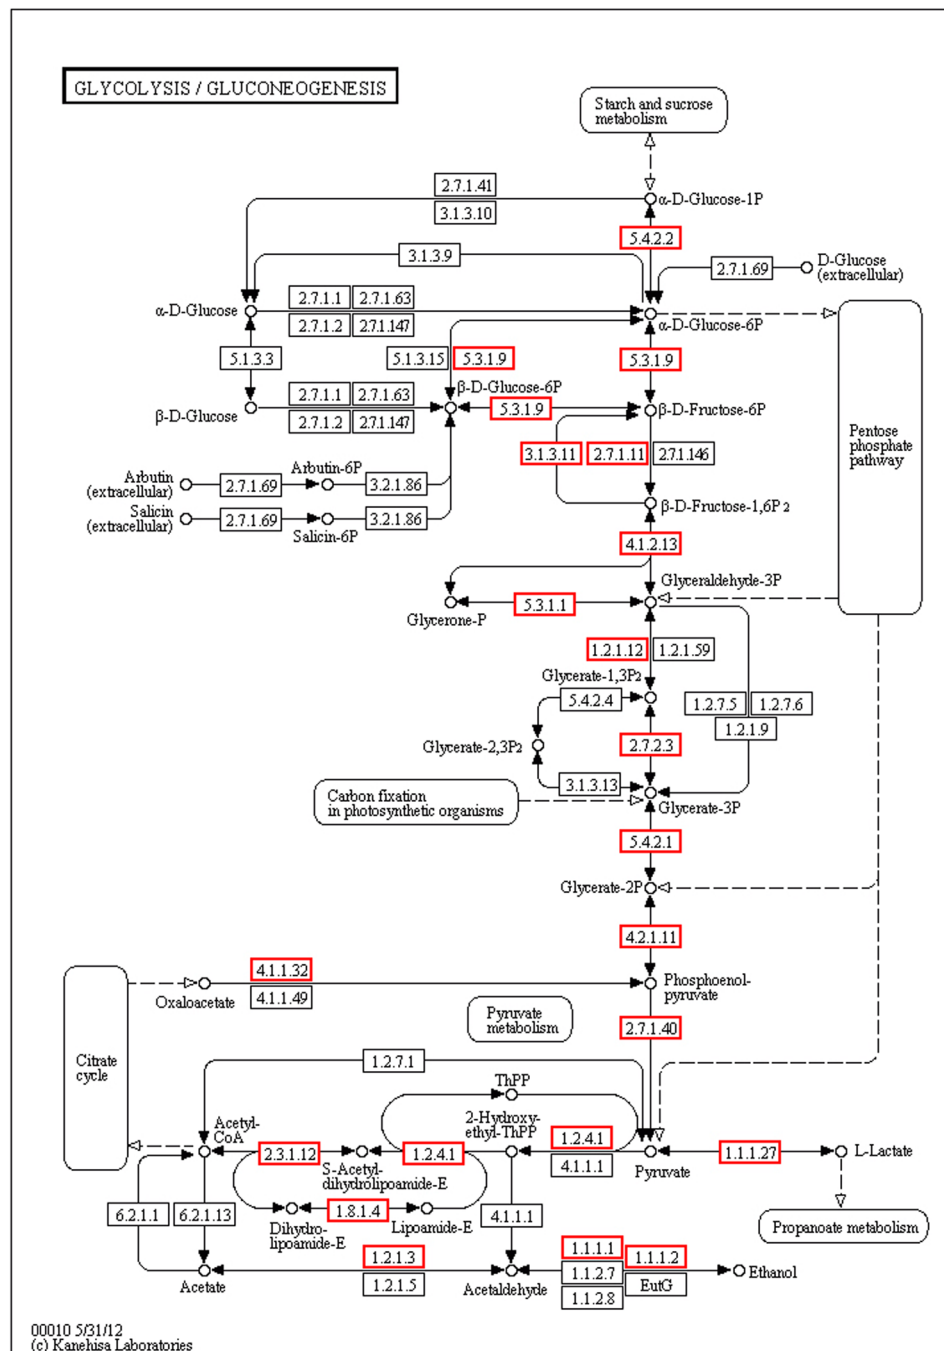 GLYCOLYSIS / GLUCONEOGENESIS
Starch and sucrose
metabolism
2.7.1.41
3.1.3.10
α-D-Glucose-1P
5.4.2.2
3.1.3.9
2.7.1.69
D-Glucose
(extracellular)
α-D-Glucose
2.7.1.1
2.7.1.63
2.7.1.2
2.7.1.147
α-D-Glucose-6P
5.1.3.3
5.1.3.15
5.3.1.9
5.3.1.9
β-D-Glucose
2.7.1.1
2.7.1.63
2.7.1.2
2.7.1.147
β-D-Glucose-6P
5.3.1.9
β-D-Fructose-6P
Pentose
phosphate
pathway
3.1.3.11
2.7.1.11
2.7.1.146
Arbutin
(extracellular)
2.7.1.69
Arbutin-6P
3.2.1.86
Salicin
(extracellular)
2.7.1.69
Salicin-6P
3.2.1.86
β-D-Fructose-1,6P2
4.1.2.13
Glyceraldehyde-3P
Glycerone-P
5.3.1.1
1.2.1.12
1.2.1.59
Glycerate-1,3P2
5.4.2.4
1.2.7.5
1.2.7.6
1.2.1.9
Glycerate-2,3P2
2.7.2.3
3.1.3.13
Carbon fixation
in photosynthetic organisms
Glycerate-3P
5.4.2.1
Glycerate-2P
4.2.1.11
4.1.1.32
4.1.1.49
Oxaloacetate
Phosphoenol-
pyruvate
Pyruvate
metabolism
2.7.1.40
Citrate
cycle
1.2.7.1
ThPP
Acetyl-
CoA
2-Hydroxy-
ethyl-ThPP
2.3.1.12
S-Acetyl-
dihydrolipoamide-E
1.2.4.1
1.2.4.1
4.1.1.1
Pyruvate
1.1.1.27
L-Lactate
6.2.1.1
6.2.1.13
Dihydro-
lipoamide-E
1.8.1.4
Lipoamide-E
4.1.1.1
Propanoate metabolism
Acetate
1.2.1.3
1.2.1.5
Acetaldehyde
1.1.1.1
1.1.1.2
1.1.2.7
EutG
1.1.2.8
Ethanol
00010 5/31/12
(c) Kanehisa Laboratories